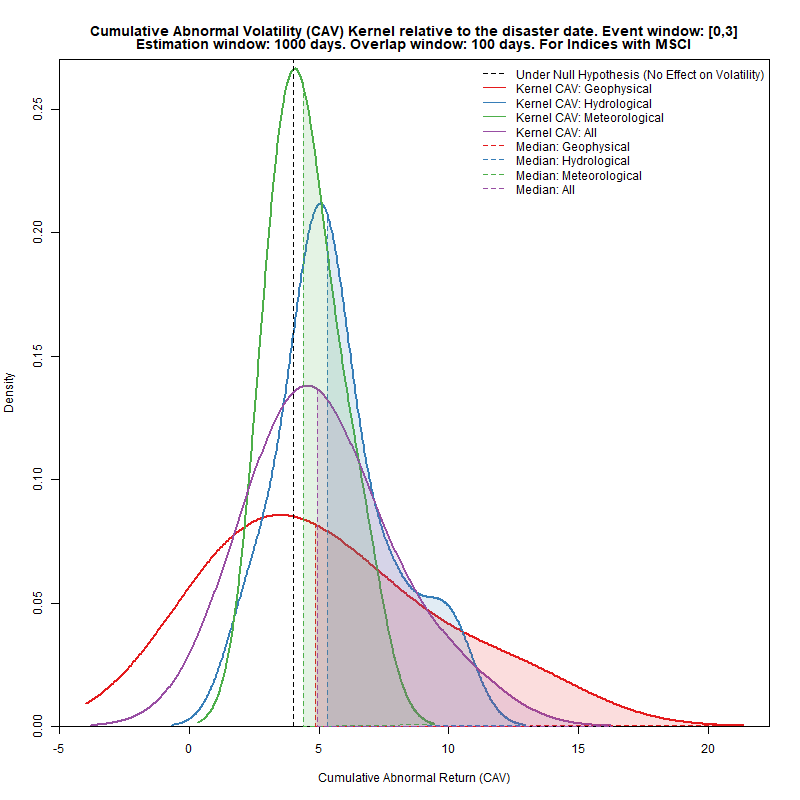 Cumulative Abnormal Volatility (CAV) Kernel relative to the disaster date. Event window: [0,3]
Estimation window: 1000 days. Overlap window: 100 days. For Indices with MSCI
Under Null Hypothesis (No Effect on Volatility)
Kernel CAV: Geophysical
Kernel CAV: Hydrological
Kernel CAV: Meteorological
Kernel CAV: All
Median: Geophysical
Median: Hydrological
Median: Meteorological
Median: All
Density
0.25
0.20
0.15
0.10
0.05
0.00
-5 0 5 10 15 20
Cumulative Abnormal Return (CAV)